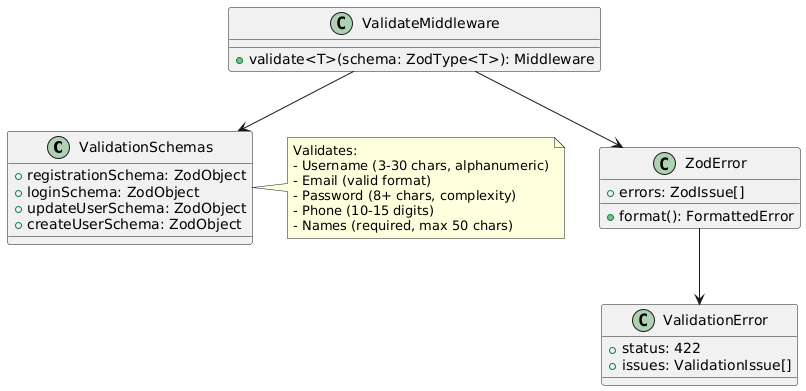 C ValidateMiddleware
validate<T>(schema: ZodType<T>): Middleware
C ValidationSchemas
registrationSchema: ZodObject
loginSchema: ZodObject
updateUserSchema: ZodObject
createUserSchema: ZodObject
Validates:
- Username (3-30 chars, alphanumeric)
- Email (valid format)
- Password (8+ chars, complexity)
- Phone (10-15 digits)
- Names (required, max 50 chars)
C ZodError
errors: ZodIssue[]
format(): FormattedError
C ValidationError
status: 422
issues: ValidationIssue[]